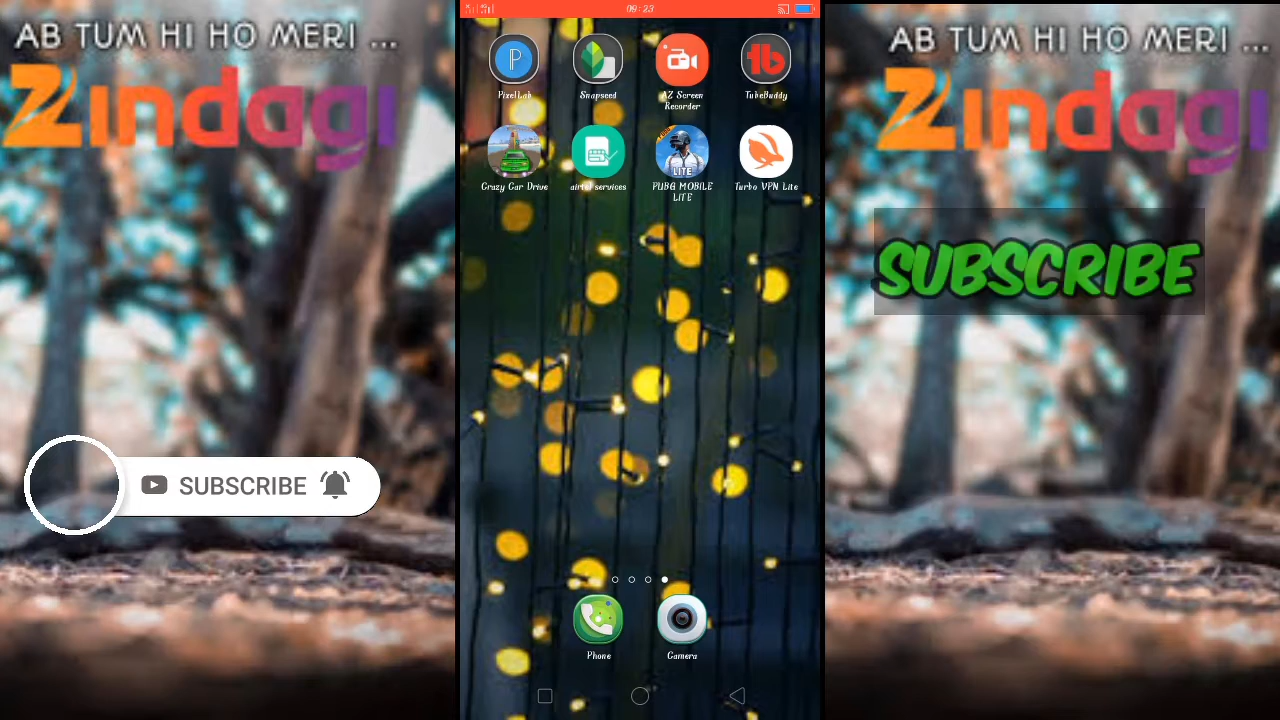 AB TUM HI HO MERI ...
Zindagi
SUBSCRIBE
09:23
PixelLab
Snapseed
AZ Screen Recorder
TubeBuddy
Crazy Car Drive
airtel services
PUBG MOBILE LITE
Turbo VPN Lite
LITE
Phone
Camera
AB TUM HI HO MERI ...
Zindagi
SUBSCRIBE